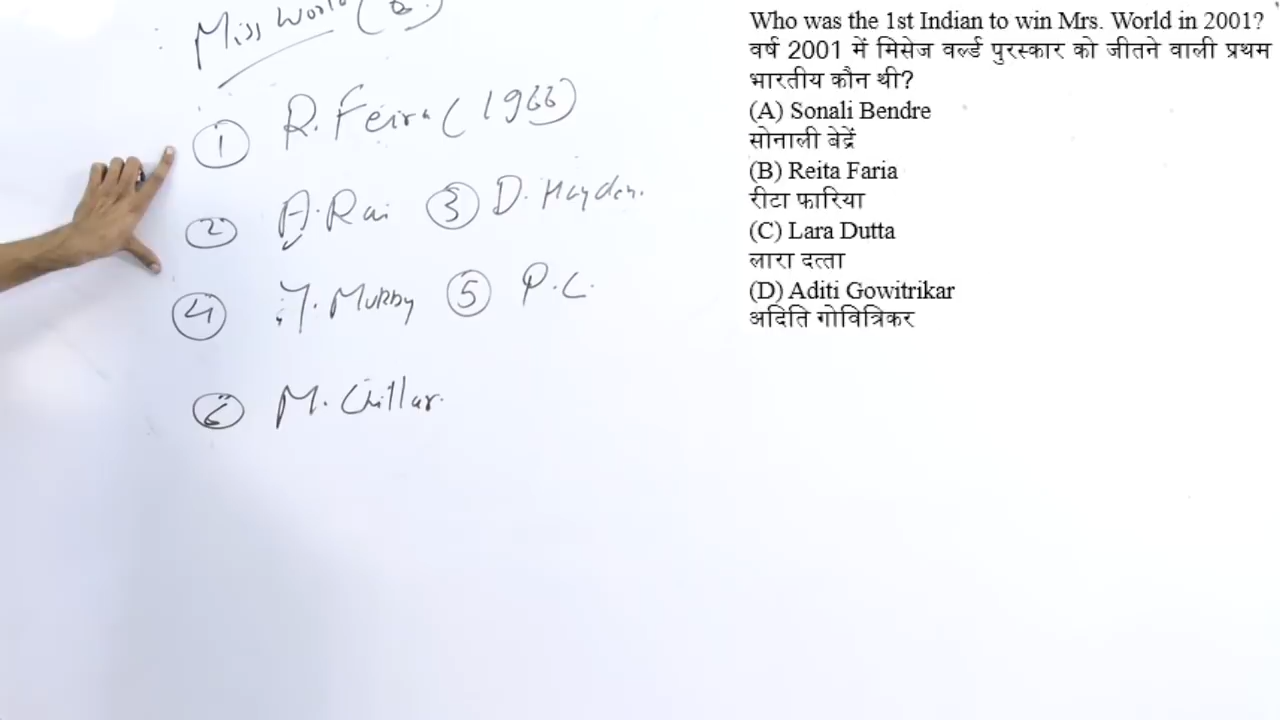 Miss World (6)
① R. Feira (1966)
② A. Rai ③ D. Hayden.
④ Y. Mukhy ⑤ P.C.
⑥ M. Chillar.
Who was the 1st Indian to win Mrs. World in 2001?
वर्ष 2001 में मिसेज वर्ल्ड पुरस्कार को जीतने वाली प्रथम
भारतीय कौन थी?
(A) Sonali Bendre
सोनाली बेद्रें
(B) Reita Faria
रीटा फारिया
(C) Lara Dutta
लारा दत्ता
(D) Aditi Gowitrikar
अदिति गोवित्रिकर